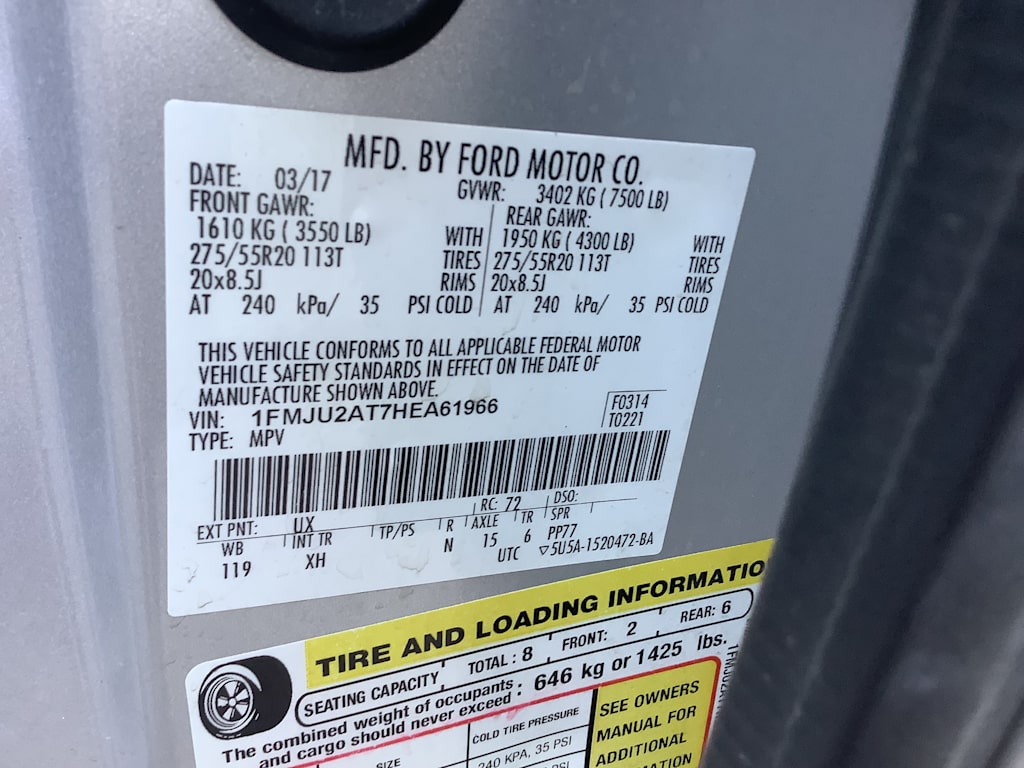 MFD. BY FORD MOTOR CO.
DATE: 03/17 GVWR: 3402 KG ( 7500 LB)
FRONT GAWR: REAR GAWR:
1610 KG ( 3550 LB) WITH 1950 KG ( 4300 LB) WITH
275/55R20 113T TIRES 275/55R20 113T TIRES
20x8.5J RIMS 20x8.5J RIMS
AT 240 kPa/ 35 PSI COLD AT 240 kPa/ 35 PSI COLD
THIS VEHICLE CONFORMS TO ALL APPLICABLE FEDERAL MOTOR
VEHICLE SAFETY STANDARDS IN EFFECT ON THE DATE OF
MANUFACTURE SHOWN ABOVE.
VIN: 1FMJU2AT7HEA61966 F0314
TYPE: MPV T0221
EXT PNT: UX RC: 72 DSO:
WB INT TR TP/PS R AXLE TR SPR
119 XH N 15 6 PP77
UTC ▽5U5A-1520472-BA
TIRE AND LOADING INFORMATIO
SEATING CAPACITY TOTAL : 8 FRONT: 2 REAR: 6
The combined weight of occupants
and cargo should never exceed : 646 kg or 1425 lbs.
SIZE COLD TIRE PRESSURE
240 KPA, 35 PSI
SEE OWNERS
MANUAL FOR
ADDITIONAL